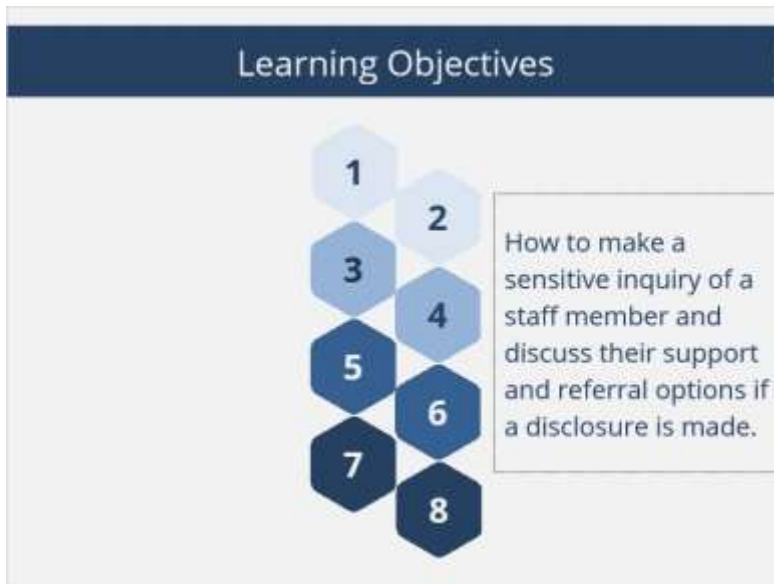 Learning Objectives
1
2
3
4
5
6
7
8
How to make a
sensitive inquiry of a
staff member and
discuss their support
and referral options if
a disclosure is made.